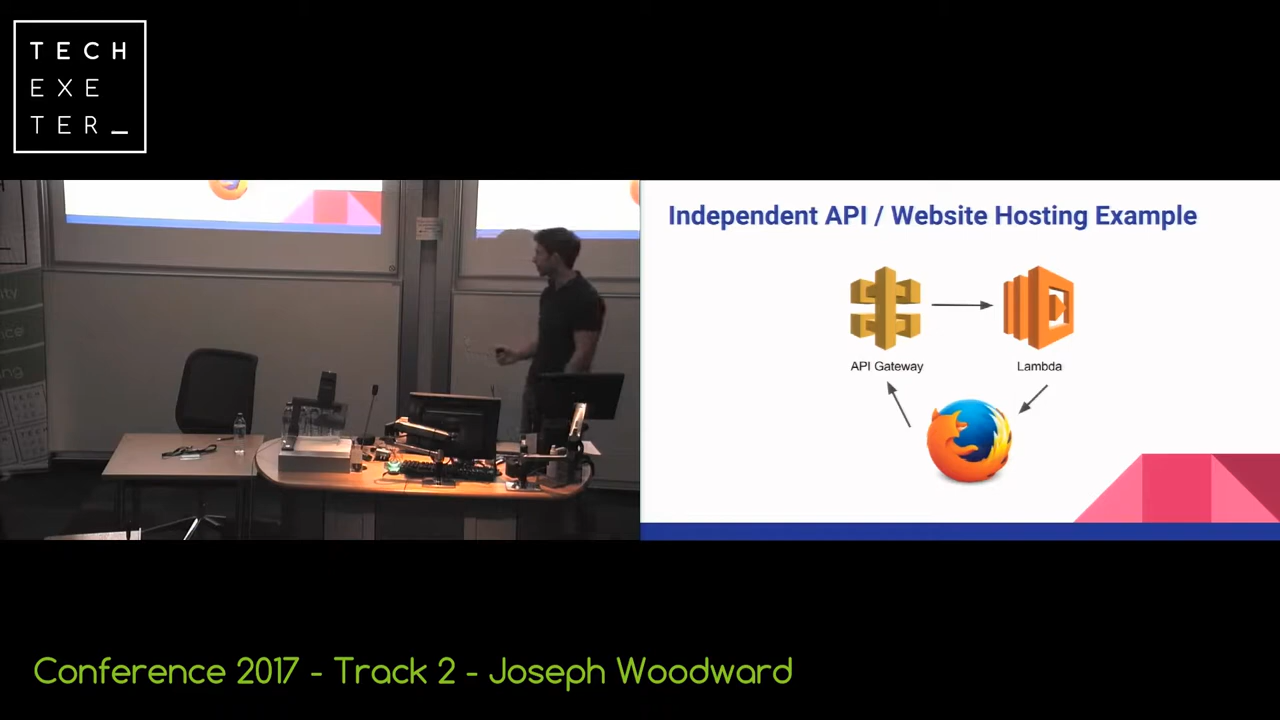 TECH
EXE
TER_
Independent API / Website Hosting Example
API Gateway
Lambda
Conference 2017 - Track 2 - Joseph Woodward